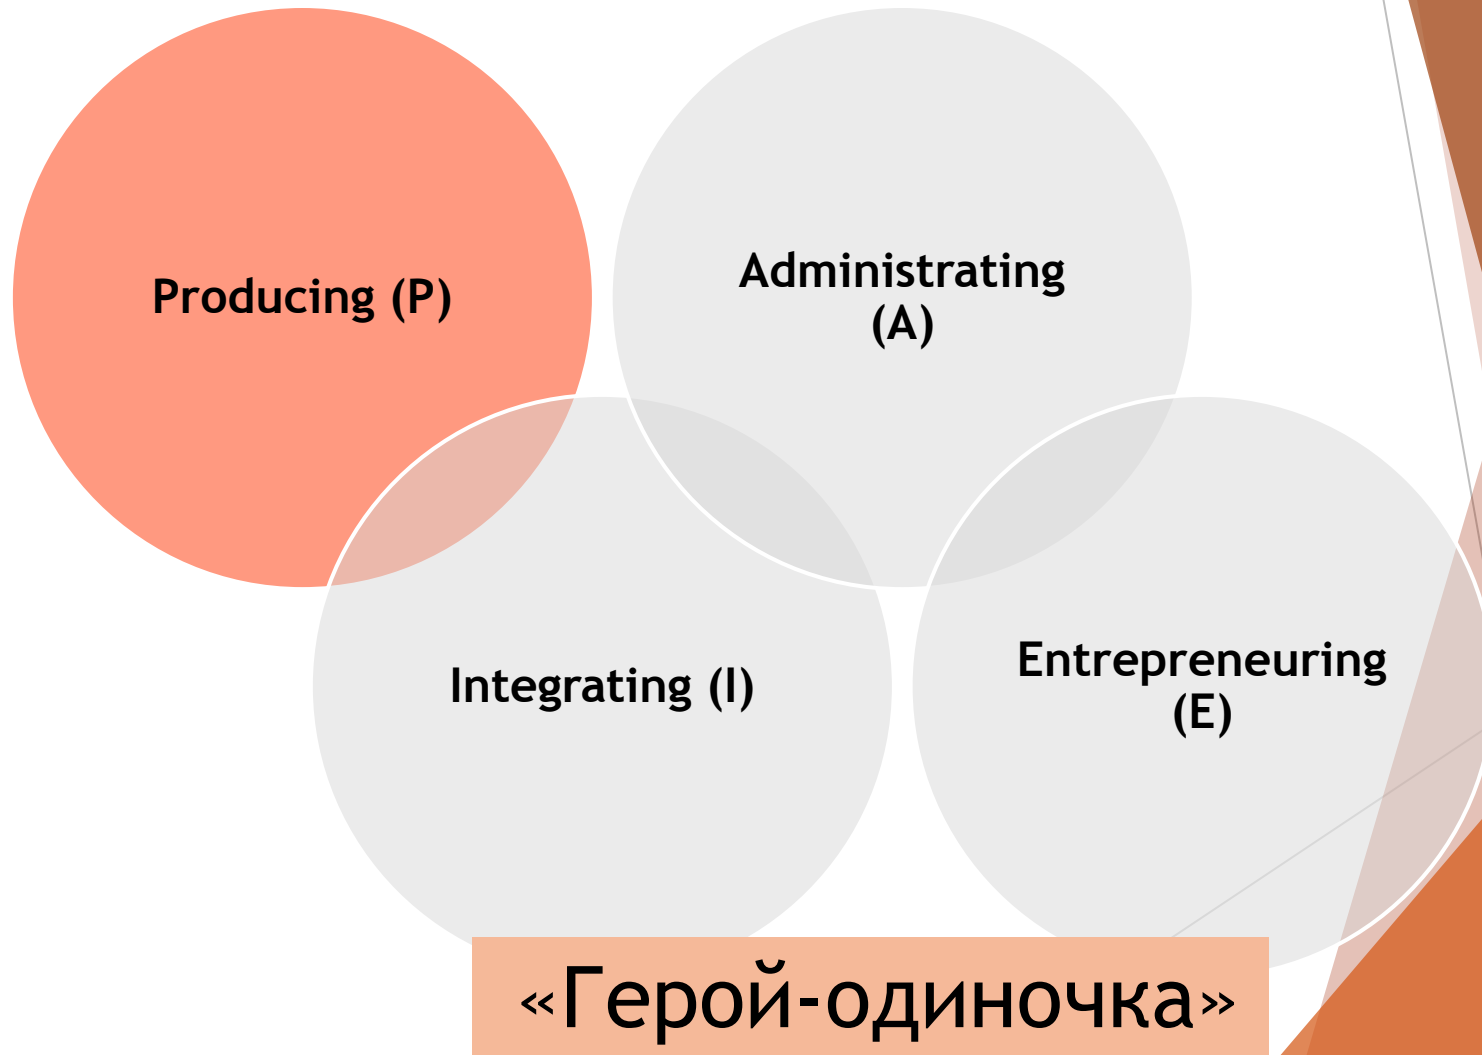 Producing (P)
Administrating
(A)
Integrating (I)
Entrepreneuring
(E)
«Герой-одиночка»